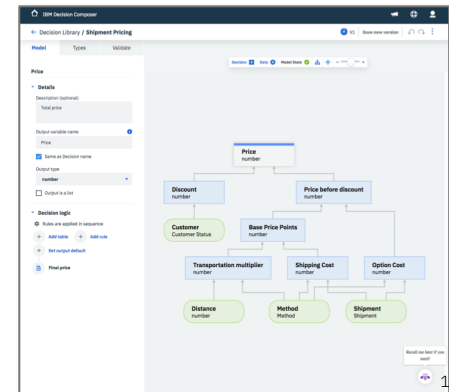 IBM Decision Composer
← Decision Library / Shipment Pricing
V1 Save new version
Model Types Validate
Decision Data Model State
Price
Details
Description (optional)
Total price
Output variable name
Price
Same as Decision name
Output type
number
Output is a list
Decision logic
Rules are applied in sequence
+ Add table + Add rule
+ Set output default
Final price
Price
number
Discount
number
Price before discount
number
Customer
Customer Status
Base Price Points
number
Transportation multiplier
number
Shipping Cost
number
Option Cost
number
Distance
number
Method
Method
Shipment
Shipment
Recall me later if you
need!
1